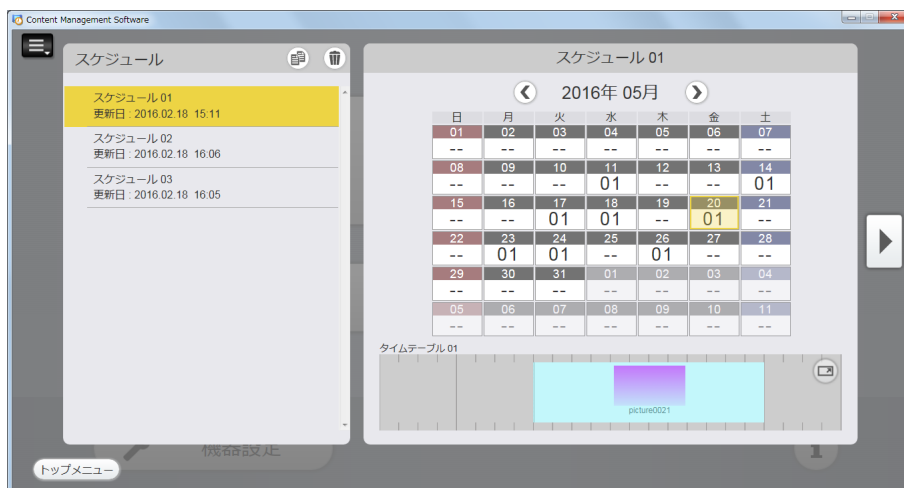 Content Management Software
スケジュール
スケジュール 01
更新日 : 2016.02.18 15:11
スケジュール 02
更新日 : 2016.02.18 16:06
スケジュール 03
更新日 : 2016.02.18 16:05
スケジュール 01
2016年 05月
日 月 火 水 木 金 土
01 02 03 04 05 06 07
-- -- -- -- -- -- --
08 09 10 11 12 13 14
-- -- -- 01 -- -- 01
15 16 17 18 19 20 21
-- -- 01 01 -- 01 --
22 23 24 25 26 27 28
-- 01 01 -- 01 -- --
29 30 31 01 02 03 04
-- -- -- -- -- -- --
05 06 07 08 09 10 11
-- -- -- -- -- -- --
タイムテーブル 01
picture0021
機器設定
トップメニュー